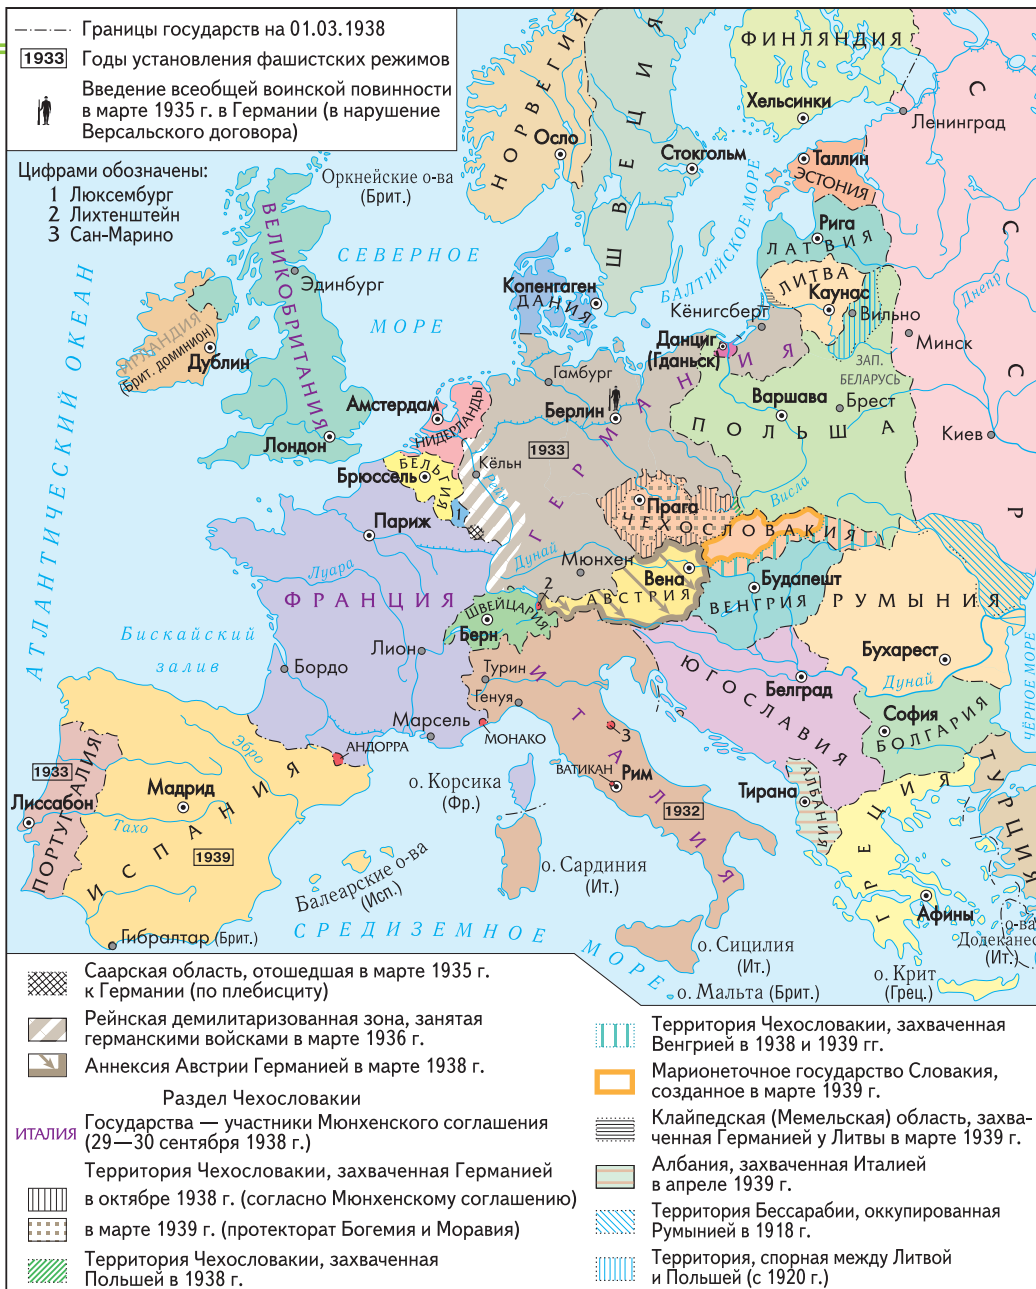 Границы государств на 01.03.1938
1933 Годы установления фашистских режимов
Введение всеобщей воинской повинности
в марте 1935 г. в Германии (в нарушение
Версальского договора)
Цифрами обозначены:
1 Люксембург
2 Лихтенштейн
3 Сан-Марино
Оркнейские о-ва
(Брит.)
НОРВЕГИЯ
Осло
ШВЕЦИЯ
Стокгольм
ФИНЛЯНДИЯ
Хельсинки
Ленинград
СССР
Таллин
ЭСТОНИЯ
Рига
ЛАТВИЯ
ЛИТВА
Каунас
Вильно
Днепр
Минск
БАЛТИЙСКОЕ МОРЕ
СЕВЕРНОЕ
МОРЕ
АТЛАНТИЧЕСКИЙ ОКЕАН
ВЕЛИКОБРИТАНИЯ
Эдинбург
ИРЛАНДИЯ
(Брит. доминион)
Дублин
Лондон
Копенгаген
ДАНИЯ
Кёнигсберг
Данциг
(Гданьск)
ЗАП.
БЕЛАРУСЬ
Гамбург
Берлин
ГЕРМАНИЯ
1933
Варшава
Брест
ПОЛЬША
Киев
Висла
Амстердам
НИДЕРЛАНДЫ
Брюссель
БЕЛЬГИЯ
Кёльн
Рейн
1
Париж
Прага
ЧЕХОСЛОВАКИЯ
Мюнхен
Дунай
Вена
АВСТРИЯ
Будапешт
ВЕНГРИЯ
РУМЫНИЯ
Бухарест
Дунай
ЧЁРНОЕ МОРЕ
Луара
ФРАНЦИЯ
ШВЕЙЦАРИЯ
2
Берн
Бискайский
залив
Лион
Бордо
Турин
Генуя
Марсель
МОНАКО
АНДОРРА
ИТАЛИЯ
3
ВАТИКАН
Рим
1932
ЮГОСЛАВИЯ
Белград
София
БОЛГАРИЯ
Тирана
АЛБАНИЯ
ГРЕЦИЯ
Афины
ТУРЦИЯ
о-ва
Додеканес
(Ит.)
о. Крит
(Грец.)
1933
ПОРТУГАЛИЯ
Лиссабон
Мадрид
Тахо
Эбро
ИСПАНИЯ
1939
Гибралтар (Брит.)
Балеарские о-ва
(Исп.)
о. Корсика
(Фр.)
о. Сардиния
(Ит.)
о. Сицилия
(Ит.)
о. Мальта (Брит.)
СРЕДИЗЕМНОЕ МОРЕ
Саарская область, отошедшая в марте 1935 г.
к Германии (по плебисциту)
Рейнская демилитаризованная зона, занятая
германскими войсками в марте 1936 г.
Аннексия Австрии Германией в марте 1938 г.
Раздел Чехословакии
ИТАЛИЯ Государства — участники Мюнхенского соглашения
(29—30 сентября 1938 г.)
Территория Чехословакии, захваченная Германией
в октябре 1938 г. (согласно Мюнхенскому соглашению)
в марте 1939 г. (протекторат Богемия и Моравия)
Территория Чехословакии, захваченная
Польшей в 1938 г.
Территория Чехословакии, захваченная
Венгрией в 1938 и 1939 гг.
Марионеточное государство Словакия,
созданное в марте 1939 г.
Клайпедская (Мемельская) область, захва-
ченная Германией у Литвы в марте 1939 г.
Албания, захваченная Италией
в апреле 1939 г.
Территория Бессарабии, оккупированная
Румынией в 1918 г.
Территория, спорная между Литвой
и Польшей (с 1920 г.)